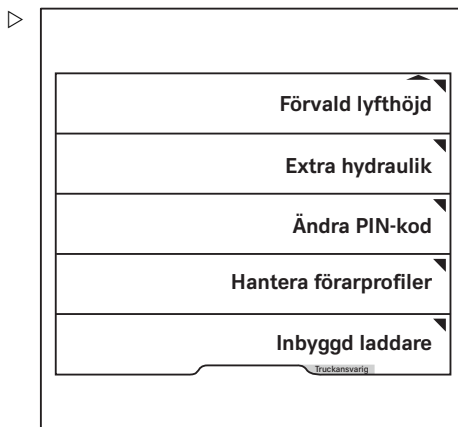 Förvald lyfthöjd
Extra hydraulik
Ändra PIN-kod
Hantera förarprofiler
Inbyggd laddare
Truckansvarig